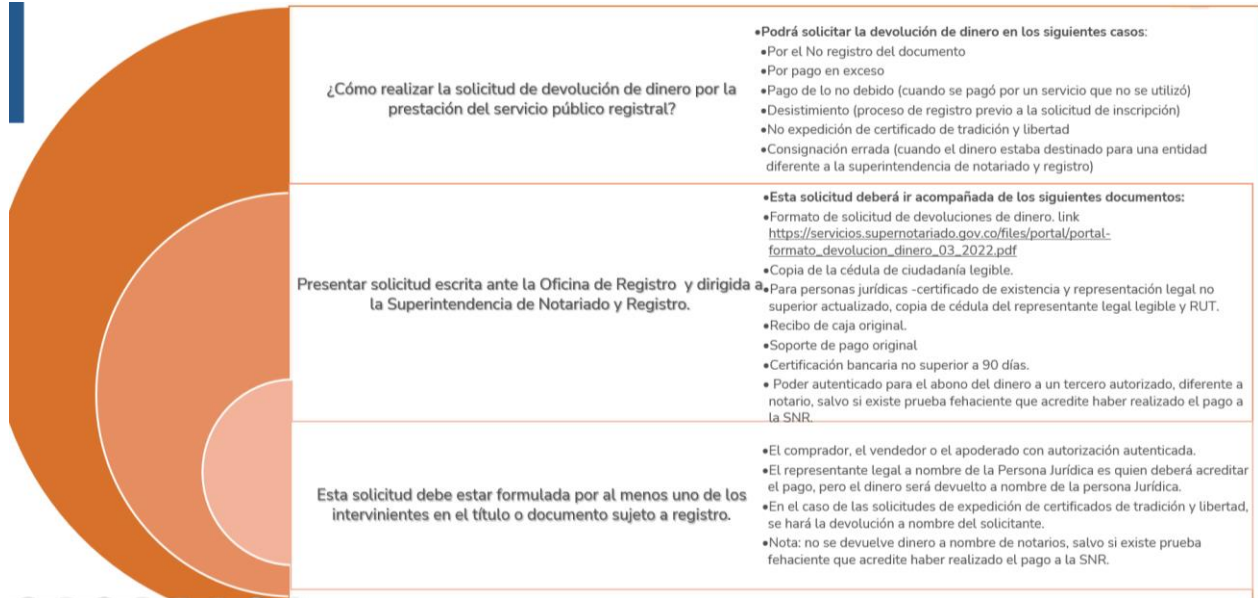 ¿Cómo realizar la solicitud de devolución de dinero por la
prestación del servicio público registral?
•Podrá solicitar la devolución de dinero en los siguientes casos:
•Por el No registro del documento
•Por pago en exceso
•Pago de lo no debido (cuando se pagó por un servicio que no se utilizó)
•Desistimiento (proceso de registro previo a la solicitud de inscripción)
•No expedición de certificado de tradición y libertad
•Consignación errada (cuando el dinero estaba destinado para una entidad
diferente a la superintendencia de notariado y registro)
Presentar solicitud escrita ante la Oficina de Registro y dirigida a
la Superintendencia de Notariado y Registro.
•Esta solicitud deberá ir acompañada de los siguientes documentos:
•Formato de solicitud de devoluciones de dinero. link
https://servicios.supernotariado.gov.co/files/portal/portal-
formato_devolucion_dinero_03_2022.pdf
•Copia de la cédula de ciudadanía legible.
•Para personas jurídicas -certificado de existencia y representación legal no
superior actualizado, copia de cédula del representante legal legible y RUT.
•Recibo de caja original.
•Soporte de pago original
•Certificación bancaria no superior a 90 días.
• Poder autenticado para el abono del dinero a un tercero autorizado, diferente a
notario, salvo si existe prueba fehaciente que acredite haber realizado el pago a
la SNR.
Esta solicitud debe estar formulada por al menos uno de los
intervinientes en el título o documento sujeto a registro.
•El comprador, el vendedor o el apoderado con autorización autenticada.
•El representante legal a nombre de la Persona Jurídica es quien deberá acreditar
el pago, pero el dinero será devuelto a nombre de la persona Jurídica.
•En el caso de las solicitudes de expedición de certificados de tradición y libertad,
se hará la devolución a nombre del solicitante.
•Nota: no se devuelve dinero a nombre de notarios, salvo si existe prueba
fehaciente que acredite haber realizado el pago a la SNR.